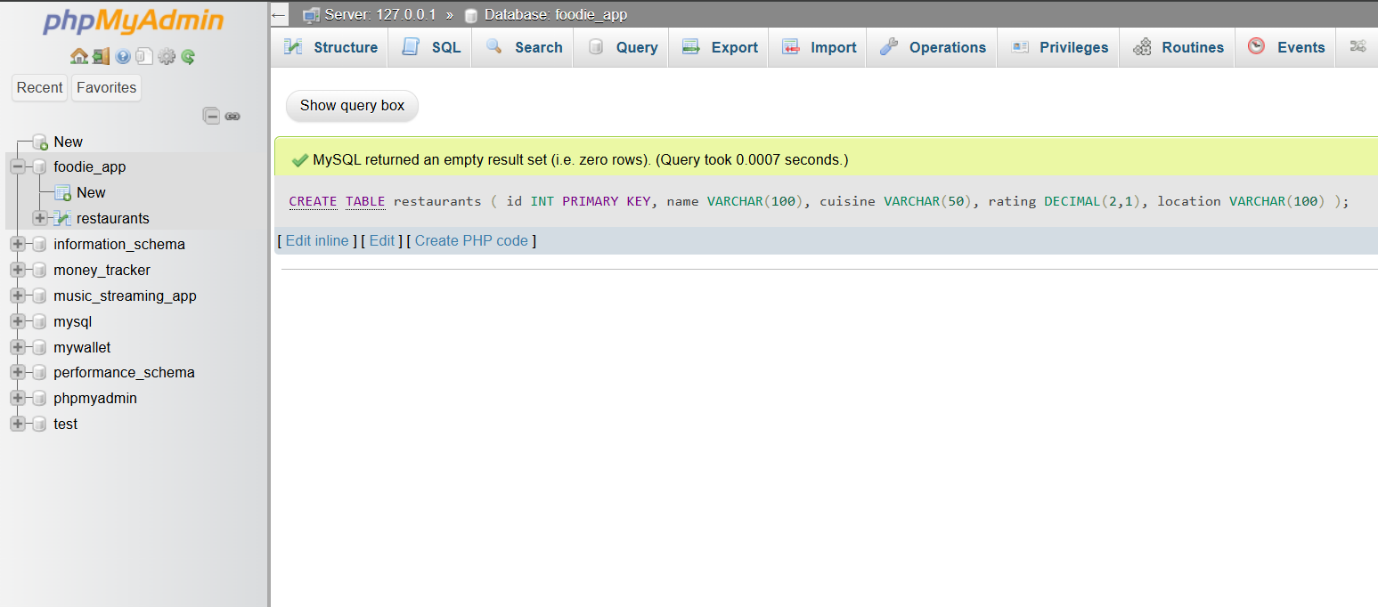 phpMyAdmin
Recent Favorites
New
foodie_app
New
restaurants
information_schema
money_tracker
music_streaming_app
mysql
mywallet
performance_schema
phpmyadmin
test
← Server: 127.0.0.1 » Database: foodie_app
Structure SQL Search Query Export Import Operations Privileges Routines Events
Show query box
MySQL returned an empty result set (i.e. zero rows). (Query took 0.0007 seconds.)
CREATE TABLE restaurants ( id INT PRIMARY KEY, name VARCHAR(100), cuisine VARCHAR(50), rating DECIMAL(2,1), location VARCHAR(100) );
[ Edit inline ] [ Edit ] [ Create PHP code ]